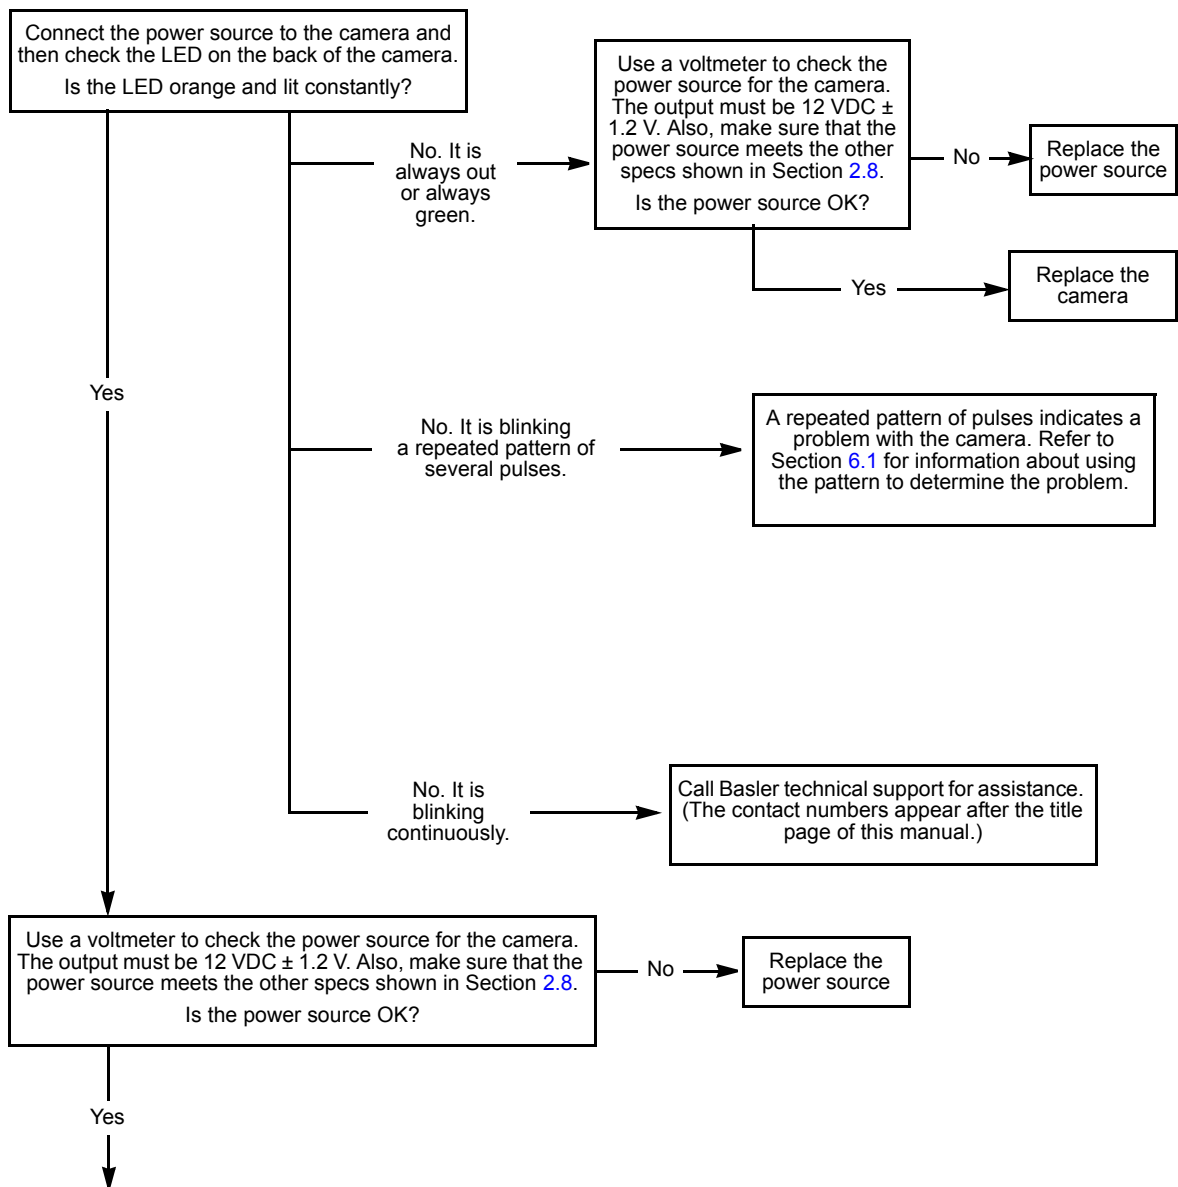 Connect the power source to the camera and
then check the LED on the back of the camera.
Is the LED orange and lit constantly?
No. It is
always out
or always
green.
Use a voltmeter to check the
power source for the camera.
The output must be 12 VDC ±
1.2 V. Also, make sure that the
power source meets the other
specs shown in Section 2.8.
Is the power source OK?
No
Replace the
power source
Yes
Replace the
camera
Yes
No. It is blinking
a repeated pattern of
several pulses.
A repeated pattern of pulses indicates a
problem with the camera. Refer to
Section 6.1 for information about using
the pattern to determine the problem.
No. It is
blinking
continuously.
Call Basler technical support for assistance.
(The contact numbers appear after the title
page of this manual.)
Use a voltmeter to check the power source for the camera.
The output must be 12 VDC ± 1.2 V. Also, make sure that the
power source meets the other specs shown in Section 2.8.
Is the power source OK?
No
Replace the
power source
Yes